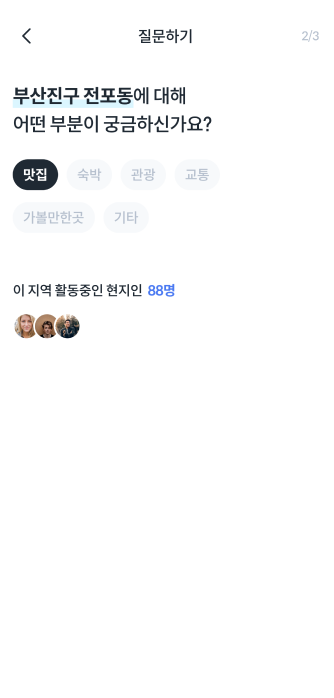 질문하기
2/3
부산진구 전포동에 대해
어떤 부분이 궁금하신가요?
맛집 숙박 관광 교통
가볼만한곳 기타
이 지역 활동중인 현지인 88명